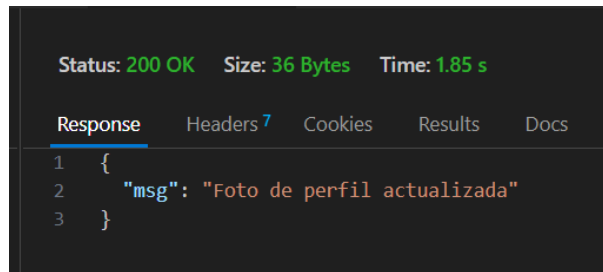 Status: 200 OK Size: 36 Bytes Time: 1.85 s
Response Headers 7 Cookies Results Docs
1 {
2 "msg": "Foto de perfil actualizada"
3 }